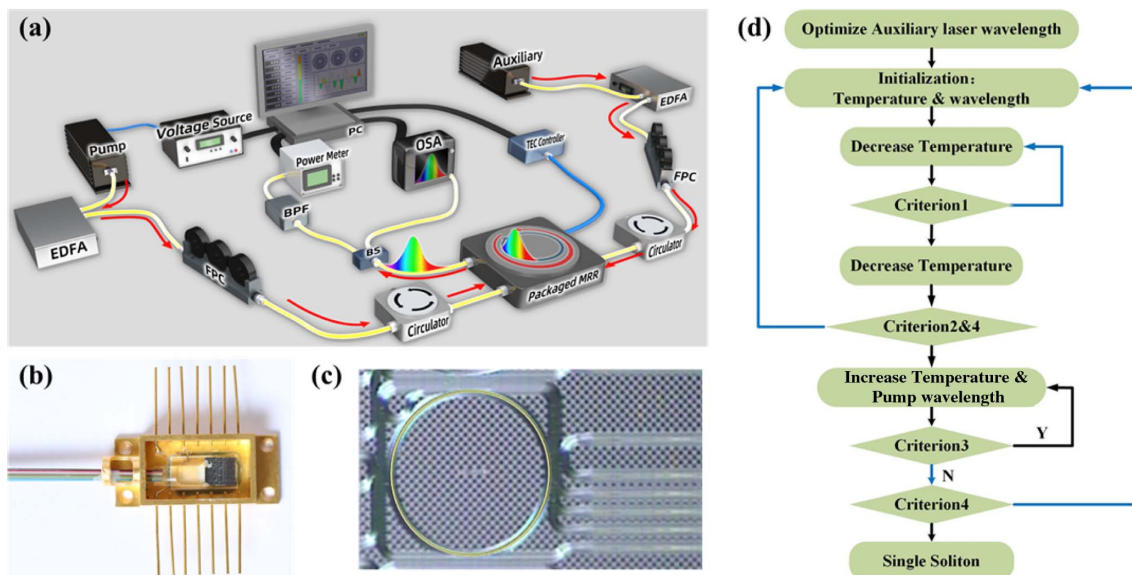 (a)
Pump
Voltage Source
PC
Auxiliary
EDFA
Power Meter
OSA
TEC Controller
FPC
BPF
EDFA
FPC
BS
Circulator
Packaged MRR
Circulator
(b)
(c)
(d)
Optimize Auxiliary laser wavelength
Initialization：
Temperature & wavelength
Decrease Temperature
Criterion1
Decrease Temperature
Criterion2&4
Increase Temperature &
Pump wavelength
Criterion3
Y
N
Criterion4
Single Soliton